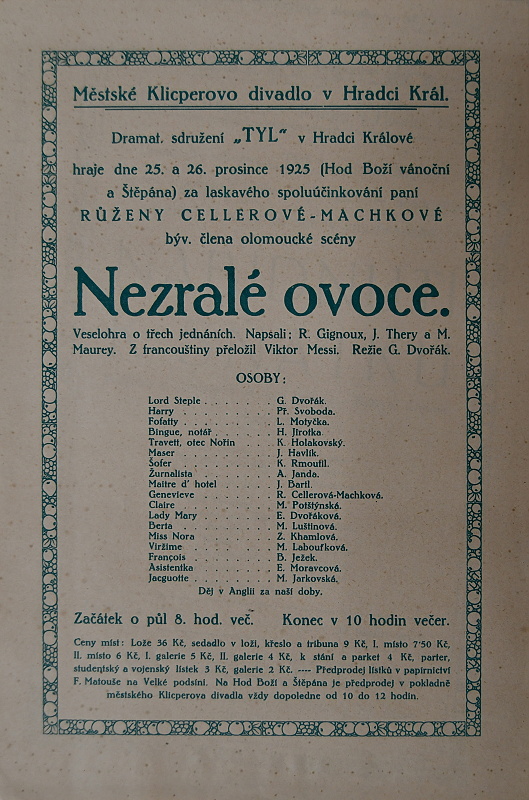 Městské Klicperovo divadlo v Hradci Král.
Dramat. sdružení „TYL“ v Hradci Králové
hraje dne 25. a 26. prosince 1925 (Hod Boží vánoční
a Štěpána) za laskavého spoluúčinkování paní
RŮŽENY CELLEROVÉ-MACHKOVÉ
býv. člena olomoucké scény
Nezralé ovoce.
Veselohra o třech jednáních. Napsali: R. Gignoux, J. Thery a M.
Maurey. Z francouštiny přeložil Viktor Messi. Režie G. Dvořák.
OSOBY:
Lord Steple . . . . . . . G. Dvořák.
Harry . . . . . . . . . Př. Svoboda.
Fofatty . . . . . . . . . L. Motyčka.
Bingue, notář . . . . . . H. Jirotka.
Travett, otec Nořin . . . . K. Holakovský.
Maser . . . . . . . . . J. Havlík.
Šofer . . . . . . . . . K. Rmoutil.
Žurnalista . . . . . . . A. Janda.
Maitre d' hotel . . . . . . J. Bartl.
Genevieve . . . . . . . R. Cellerová-Machková.
Claire . . . . . . . . . M. Potštýnská.
Lady Mary . . . . . . . E. Dvořáková.
Berta . . . . . . . . . M. Luštinová.
Miss Nora . . . . . . . Z. Khamlová.
Viržime . . . . . . . . M. Labouťková.
François . . . . . . . . B. Ježek.
Asistentka . . . . . . . E. Moravcová.
Jacguotte . . . . . . . . M. Jarkovská.
Děj v Anglii za naší doby.
Začátek o půl 8. hod. več. Konec v 10 hodin večer.
Ceny míst: Lože 36 Kč, sedadlo v loži, křeslo a tribuna 9 Kč, I. místo 7'50 Kč,
II. místo 6 Kč, I. galerie 5 Kč, II. galerie 4 Kč, k stání a parket 4 Kč, parter,
studentský a vojenský lístek 3 Kč, galerie 2 Kč. ---- Předprodej lístků v papírnictví
F. Matouše na Velké podsíni. Na Hod Boží a Štěpána je předprodej v pokladně
městského Klicperova divadla vždy dopoledne od 10 do 12 hodin.